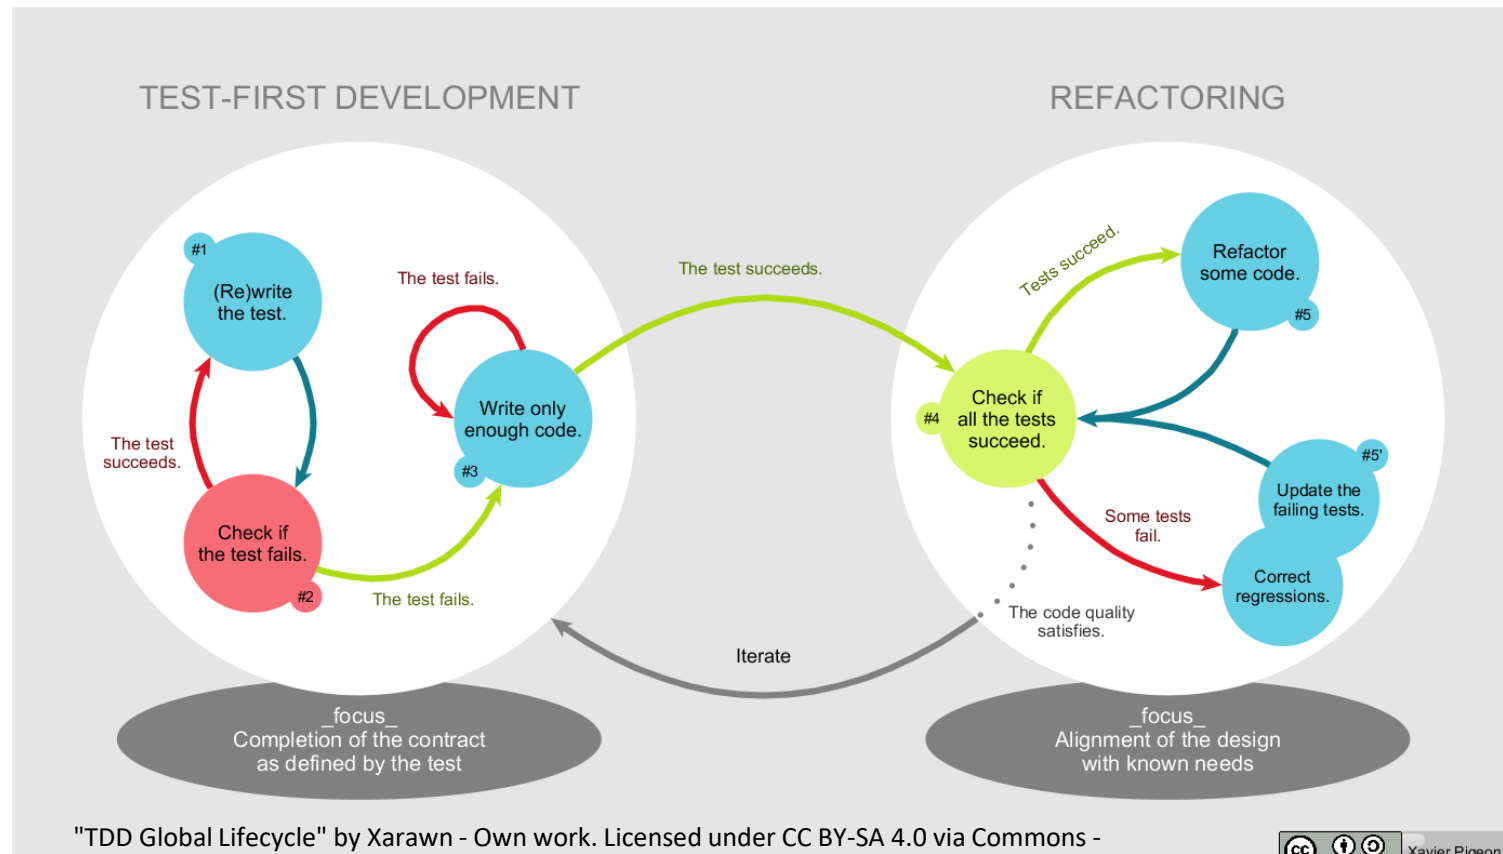 TEST-FIRST DEVELOPMENT
REFACTORING
#1
(Re)write
the test.
The test fails.
The test succeeds.
Tests succeed.
Refactor
some code.
#5
The test
succeeds.
Write only
enough code.
#3
#4
Check if
all the tests
succeed.
#5'
Update the
failing tests.
Check if
the test fails.
#2
The test fails.
Some tests
fail.
Correct
regressions.
The code quality
satisfies.
Iterate
_focus_
Completion of the contract
as defined by the test
_focus_
Alignment of the design
with known needs
"TDD Global Lifecycle" by Xarawn - Own work. Licensed under CC BY-SA 4.0 via Commons -
cc
Xavier Pigeon